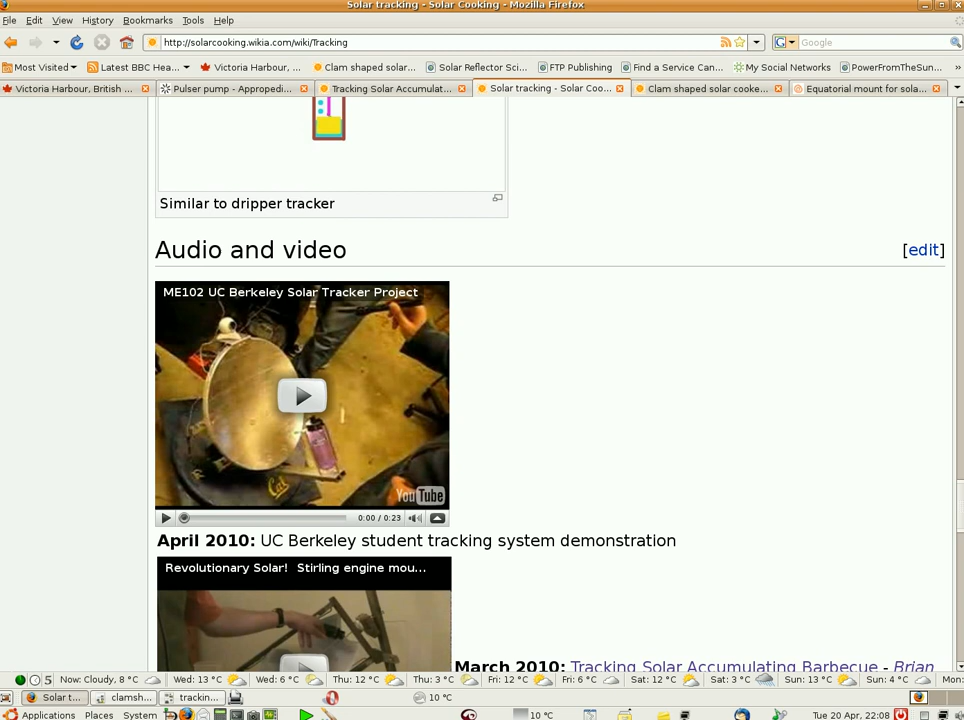 Solar tracking - Solar Cooking - Mozilla Firefox
File Edit View History Bookmarks Tools Help
http://solarcooking.wikia.com/wiki/Tracking
Google
Most Visited Latest BBC Hea... Victoria Harbour, ... Clam shaped solar... Solar Reflector Sci... FTP Publishing Find a Service Can... My Social Networks PowerFromTheSun... »
Victoria Harbour, British ... Pulser pump - Appropedi... Tracking Solar Accumulat... Solar tracking - Solar Coo... Clam shaped solar cooke... Equatorial mount for sola...
Similar to dripper tracker
Audio and video [edit]
ME102 UC Berkeley Solar Tracker Project
Cal
YouTube
0:00 / 0:23
April 2010: UC Berkeley student tracking system demonstration
Revolutionary Solar! Stirling engine mou...
March 2010: Tracking Solar Accumulating Barbecue - Brian
5 Now: Cloudy, 8 °C Wed: 13 °C Wed: 6 °C Thu: 12 °C Thu: 3 °C Fri: 12 °C Fri: 6 °C Sat: 12 °C Sat: 3 °C Sun: 13 °C Sun: 4 °C Mon:
Solar t... clamsh... trackin... 10 °C
Applications Places System 10 °C Tue 20 Apr, 22:08